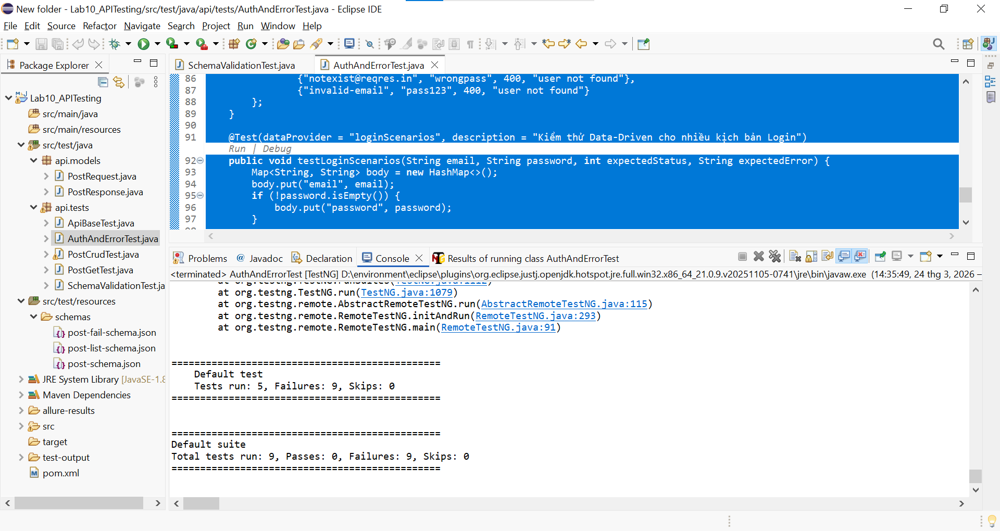 New folder - Lab10_APITesting/src/test/java/api/tests/AuthAndErrorTest.java - Eclipse IDE
File Edit Source Refactor Navigate Search Project Run Window Help
Package Explorer
Lab10_APITesting
src/main/java
src/main/resources
src/test/java
api.models
PostRequest.java
PostResponse.java
api.tests
ApiBaseTest.java
AuthAndErrorTest.java
PostCrudTest.java
PostGetTest.java
SchemaValidationTest.ja
src/test/resources
schemas
post-fail-schema.json
post-list-schema.json
post-schema.json
JRE System Library [JavaSE-1.8
Maven Dependencies
allure-results
src
target
test-output
pom.xml
SchemaValidationTest.java AuthAndErrorTest.java
86 {"notexist@reqres.in", "wrongpass", 400, "user not found"},
87 {"invalid-email", "pass123", 400, "user not found"}
88 };
89 }
90
91 @Test(dataProvider = "loginScenarios", description = "Kiểm thử Data-Driven cho nhiều kịch bản Login")
Run | Debug
92 public void testLoginScenarios(String email, String password, int expectedStatus, String expectedError) {
93 Map<String, String> body = new HashMap<>();
94 body.put("email", email);
95 if (!password.isEmpty()) {
96 body.put("password", password);
97 }
98
Problems @ Javadoc Declaration Console Results of running class AuthAndErrorTest
<terminated> AuthAndErrorTest [TestNG] D:\environment\eclipse\plugins\org.eclipse.justj.openjdk.hotspot.jre.full.win32.x86_64_21.0.9.v20251105-0741\jre\bin\javaw.exe (14:35:49, 24 thg 3, 2026 –
at org.testng.TestNG.runSuites(TestNG.java:1112)
at org.testng.TestNG.run(TestNG.java:1079)
at org.testng.remote.AbstractRemoteTestNG.run(AbstractRemoteTestNG.java:115)
at org.testng.remote.RemoteTestNG.initAndRun(RemoteTestNG.java:293)
at org.testng.remote.RemoteTestNG.main(RemoteTestNG.java:91)
===============================================
Default test
Tests run: 5, Failures: 9, Skips: 0
===============================================
===============================================
Default suite
Total tests run: 9, Passes: 0, Failures: 9, Skips: 0
===============================================